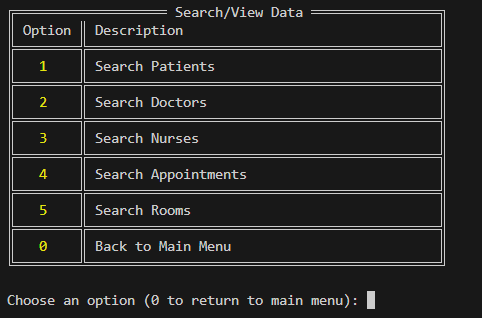 Search/View Data
Option Description
1 Search Patients
2 Search Doctors
3 Search Nurses
4 Search Appointments
5 Search Rooms
0 Back to Main Menu
Choose an option (0 to return to main menu):